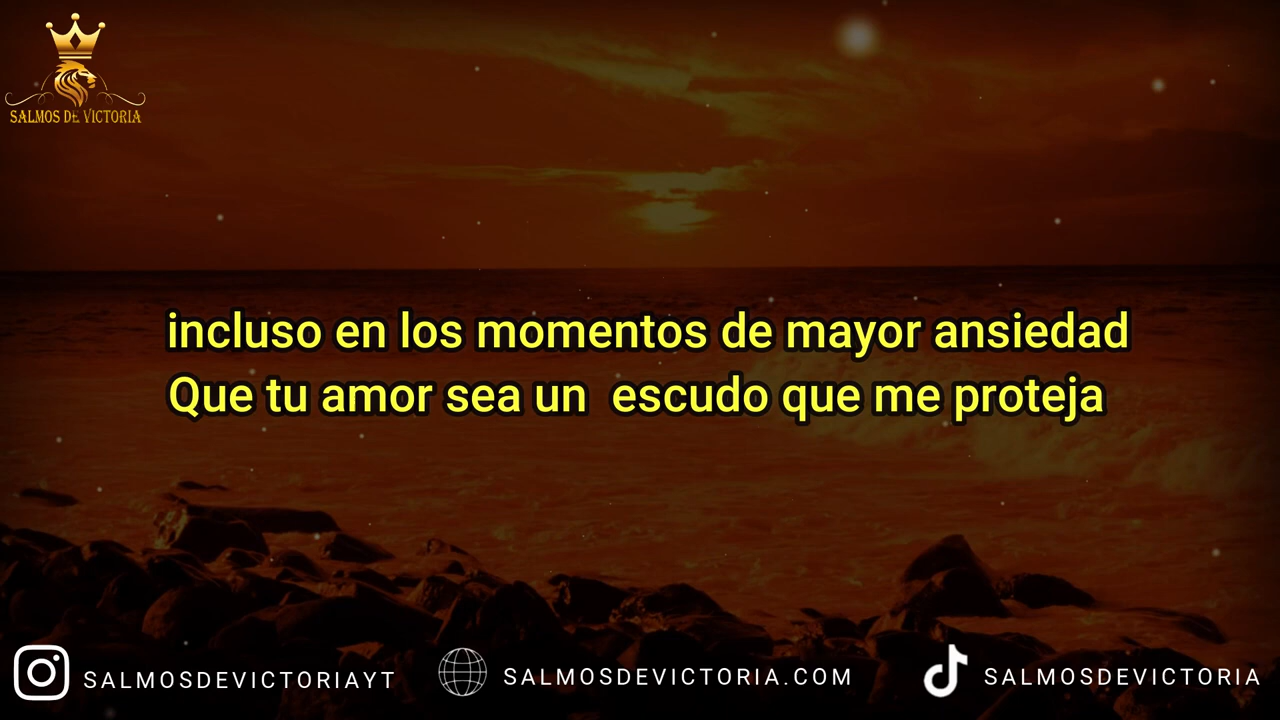 SALMOS DE VICTORIA
incluso en los momentos de mayor ansiedad
Que tu amor sea un  escudo que me proteja
SALMOSDEVICTORIAYT
SALMOSDEVICTORIA.COM
SALMOSDEVICTORIA